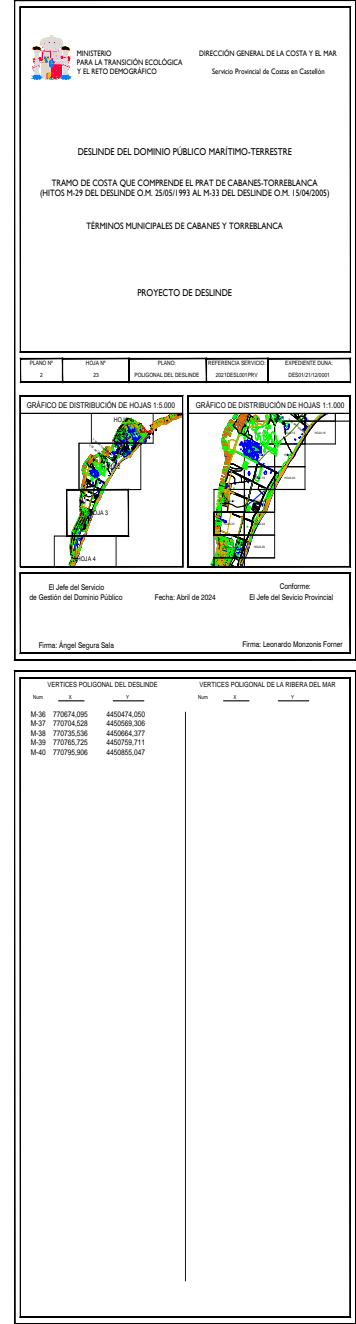 MINISTERIO
PARA LA TRANSICIÓN ECOLÓGICA
Y EL RETO DEMOGRÁFICO
DIRECCIÓN GENERAL DE LA COSTA Y EL MAR
Servicio Provincial de Costas en Castellón
DESLINDE DEL DOMINIO PÚBLICO MARÍTIMO-TERRESTRE
TRAMO DE COSTA QUE COMPRENDE EL PRAT DE CABANES-TORREBLANCA
(HITOS M-29 DEL DESLINDE O.M. 25/05/1993 AL M-33 DEL DESLINDE O.M. 15/04/2005)
TÉRMINOS MUNICIPALES DE CABANES Y TORREBLANCA
PROYECTO DE DESLINDE
PLANO Nº HOJA Nº PLANO: REFERENCIA SERVICIO: EXPEDIENTE DUNA:
2 23 POLIGONAL DEL DESLINDE 2021DESL001PRV DES01/21/12/0001
GRÁFICO DE DISTRIBUCIÓN DE HOJAS 1:5.000 GRÁFICO DE DISTRIBUCIÓN DE HOJAS 1:1.000
HOJA 3
HOJA 4
El Jefe del Servicio
de Gestión del Dominio Público
Fecha: Abril de 2024
Conforme:
El Jefe del Sevicio Provincial
Firma: Ángel Segura Sala
Firma: Leonardo Monzonis Forner
VERTICES POLIGONAL DEL DESLINDE VERTICES POLIGONAL DE LA RIBERA DEL MAR
Num X Y Num X Y
M-36 770674,095 4450474,050
M-37 770704,528 4450569,306
M-38 770735,536 4450664,377
M-39 770765,725 4450759,711
M-40 770795,906 4450855,047